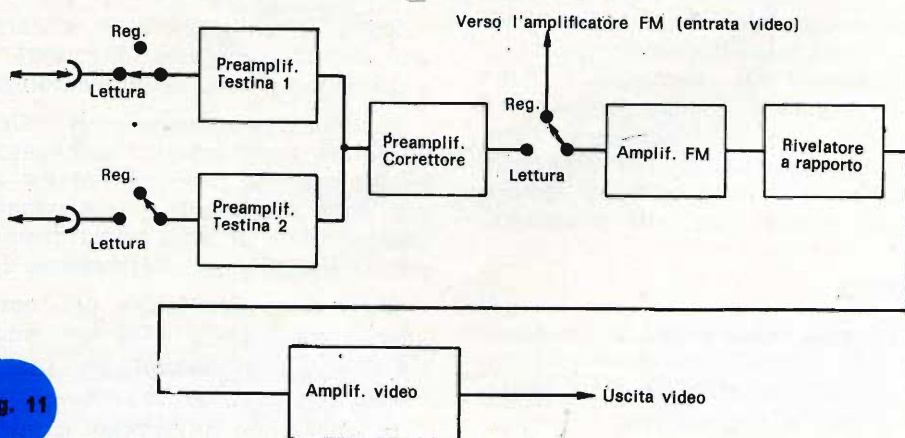 Verso l'amplificatore FM (entrata video)
Reg.
Lettura
Preamplif.
Testina 1
Reg.
Lettura
Preamplif.
Testina 2
Preamplif.
Correttore
Reg.
Lettura
Amplif. FM
Rivelatore
a rapporto
Amplif. video
Uscita video
g. 11